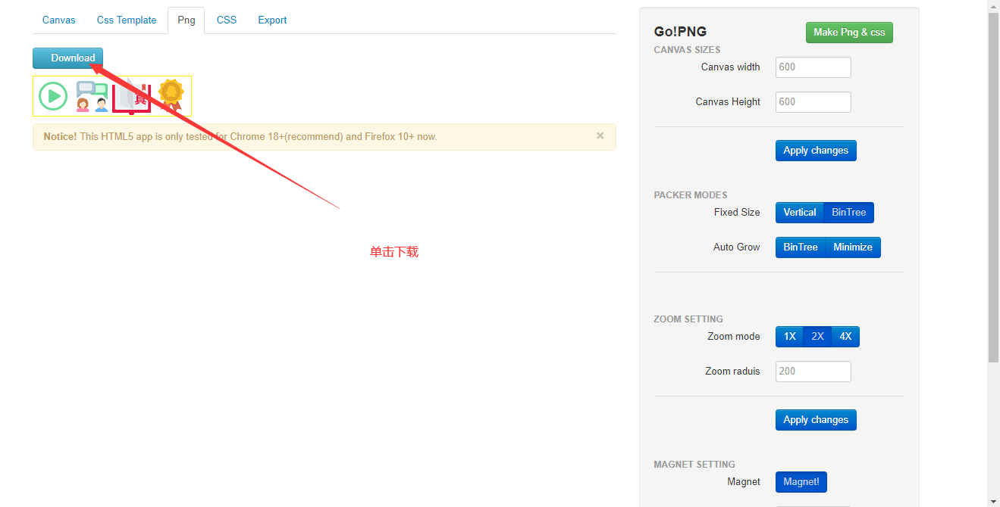 Canvas
Css Template
Png
CSS
Export
Download
真
Notice! This HTML5 app is only tested for Chrome 18+(recommend) and Firefox 10+ now.
×
单击下载
Go!PNG
Make Png & css
CANVAS SIZES
Canvas width
600
Canvas Height
600
Apply changes
PACKER MODES
Fixed Size
Vertical
BinTree
Auto Grow
BinTree
Minimize
ZOOM SETTING
Zoom mode
1X
2X
4X
Zoom raduis
200
Apply changes
MAGNET SETTING
Magnet
Magnet!